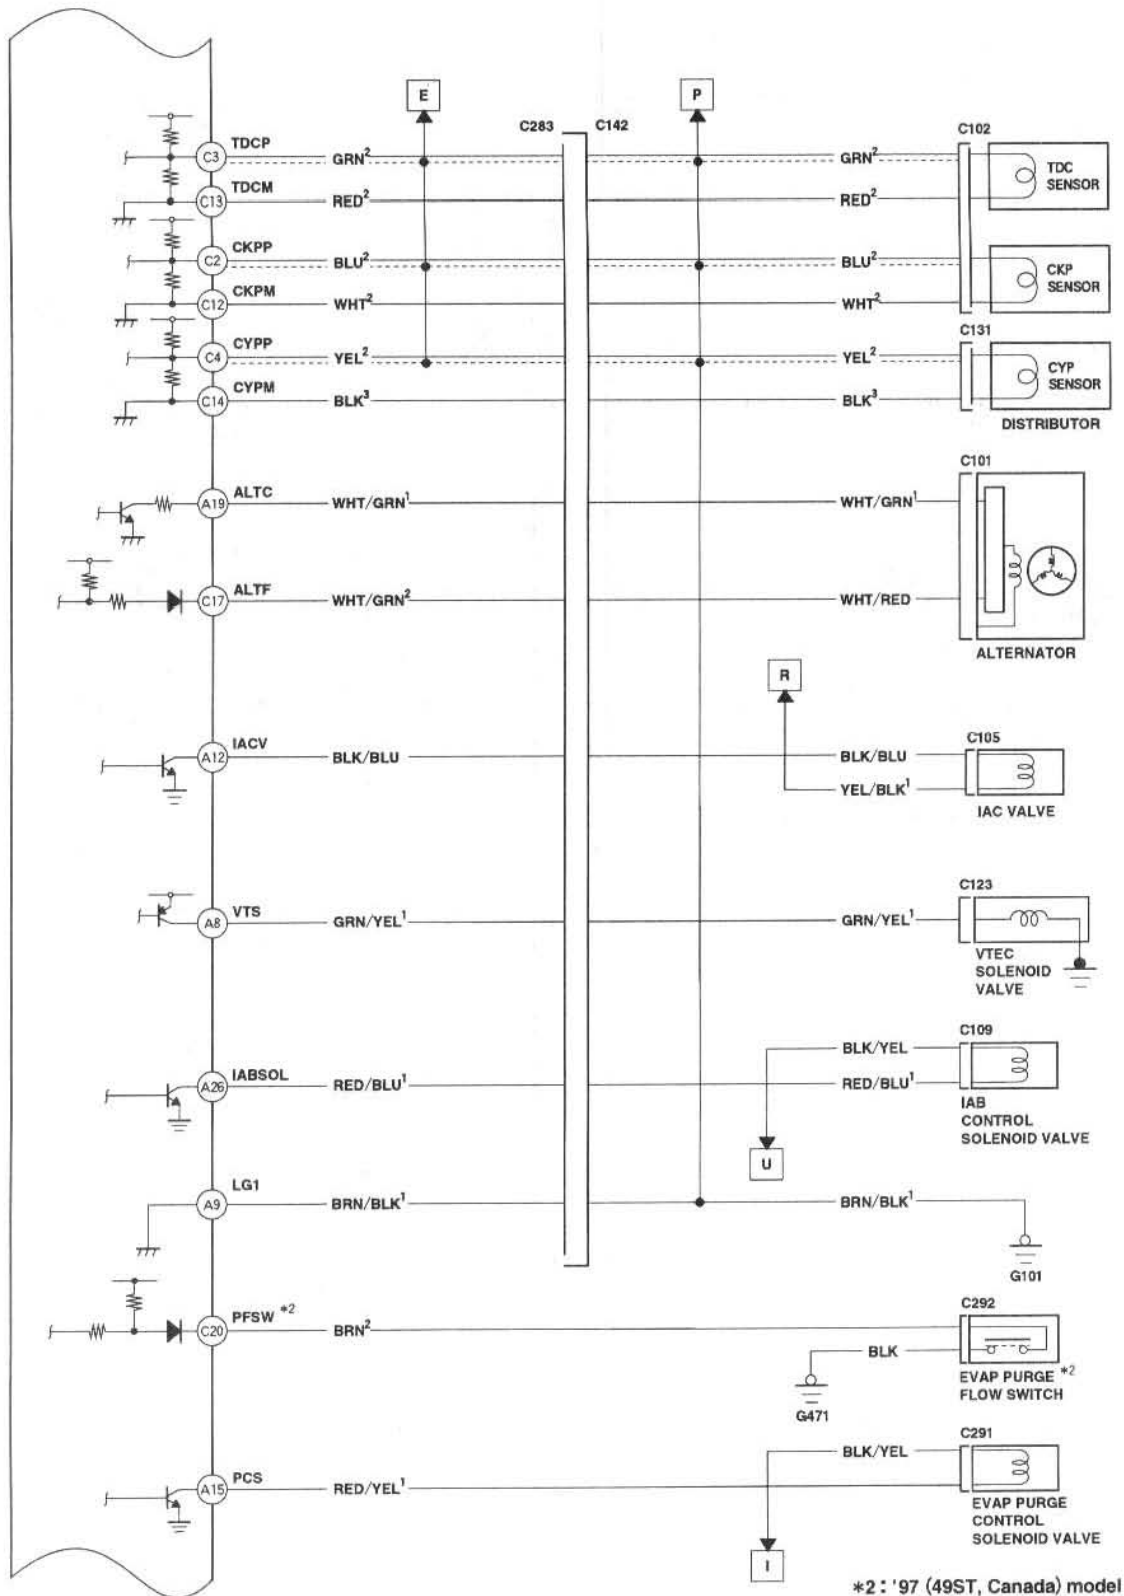 E
P
C283
C142
C102
C3
TDCP
GRN²
GRN²
TDC
SENSOR
C13
TDCM
RED²
RED²
C2
CKPP
BLU²
BLU²
CKP
SENSOR
C12
CKPM
WHT²
WHT²
C131
C4
CYPP
YEL²
YEL²
CYP
SENSOR
C14
CYPM
BLK³
BLK³
DISTRIBUTOR
C101
A19
ALTC
WHT/GRN¹
WHT/GRN¹
C17
ALTF
WHT/GRN²
WHT/RED
ALTERNATOR
R
C105
A12
IACV
BLK/BLU
BLK/BLU
YEL/BLK¹
IAC VALVE
C123
A8
VTS
GRN/YEL¹
GRN/YEL¹
VTEC
SOLENOID
VALVE
C109
BLK/YEL
A26
IABSOL
RED/BLU¹
RED/BLU¹
IAB
CONTROL
SOLENOID VALVE
U
A9
LG1
BRN/BLK¹
BRN/BLK¹
G101
C292
C20
PFSW *2
BRN²
BLK
EVAP PURGE *2
FLOW SWITCH
G471
C291
BLK/YEL
A15
PCS
RED/YEL¹
EVAP PURGE
CONTROL
SOLENOID VALVE
I
*2 : '97 (49ST, Canada) model